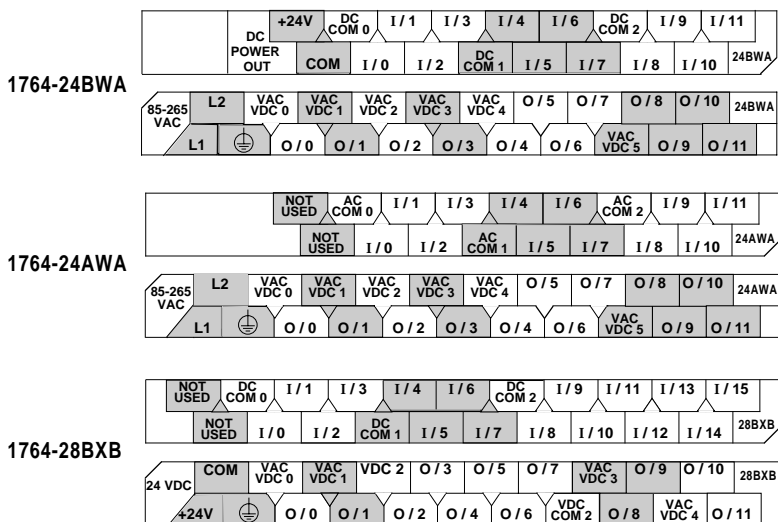 1764-24BWA
DC POWER OUT
+24V DC COM 0 I / 1 I / 3 I / 4 I / 6 DC COM 2 I / 9 I / 11
COM I / 0 I / 2 DC COM 1 I / 5 I / 7 I / 8 I / 10 24BWA
85-265 VAC
L2 VAC VDC 0 VAC VDC 1 VAC VDC 2 VAC VDC 3 VAC VDC 4 O / 5 O / 7 O / 8 O / 10 24BWA
L1 O / 0 O / 1 O / 2 O / 3 O / 4 O / 6 VAC VDC 5 O / 9 O / 11
1764-24AWA
NOT USED AC COM 0 I / 1 I / 3 I / 4 I / 6 AC COM 2 I / 9 I / 11
NOT USED I / 0 I / 2 AC COM 1 I / 5 I / 7 I / 8 I / 10 24AWA
85-265 VAC
L2 VAC VDC 0 VAC VDC 1 VAC VDC 2 VAC VDC 3 VAC VDC 4 O / 5 O / 7 O / 8 O / 10 24AWA
L1 O / 0 O / 1 O / 2 O / 3 O / 4 O / 6 VAC VDC 5 O / 9 O / 11
1764-28BXB
NOT USED DC COM 0 I / 1 I / 3 I / 4 I / 6 DC COM 2 I / 9 I / 11 I / 13 I / 15
NOT USED I / 0 I / 2 DC COM 1 I / 5 I / 7 I / 8 I / 10 I / 12 I / 14 28BXB
24 VDC
COM VAC VDC 0 VAC VDC 1 VDC 2 O / 3 O / 5 O / 7 VAC VDC 3 O / 9 O / 10 28BXB
+24V O / 0 O / 1 O / 2 O / 4 O / 6 VDC COM 2 O / 8 VAC VDC 4 O / 11